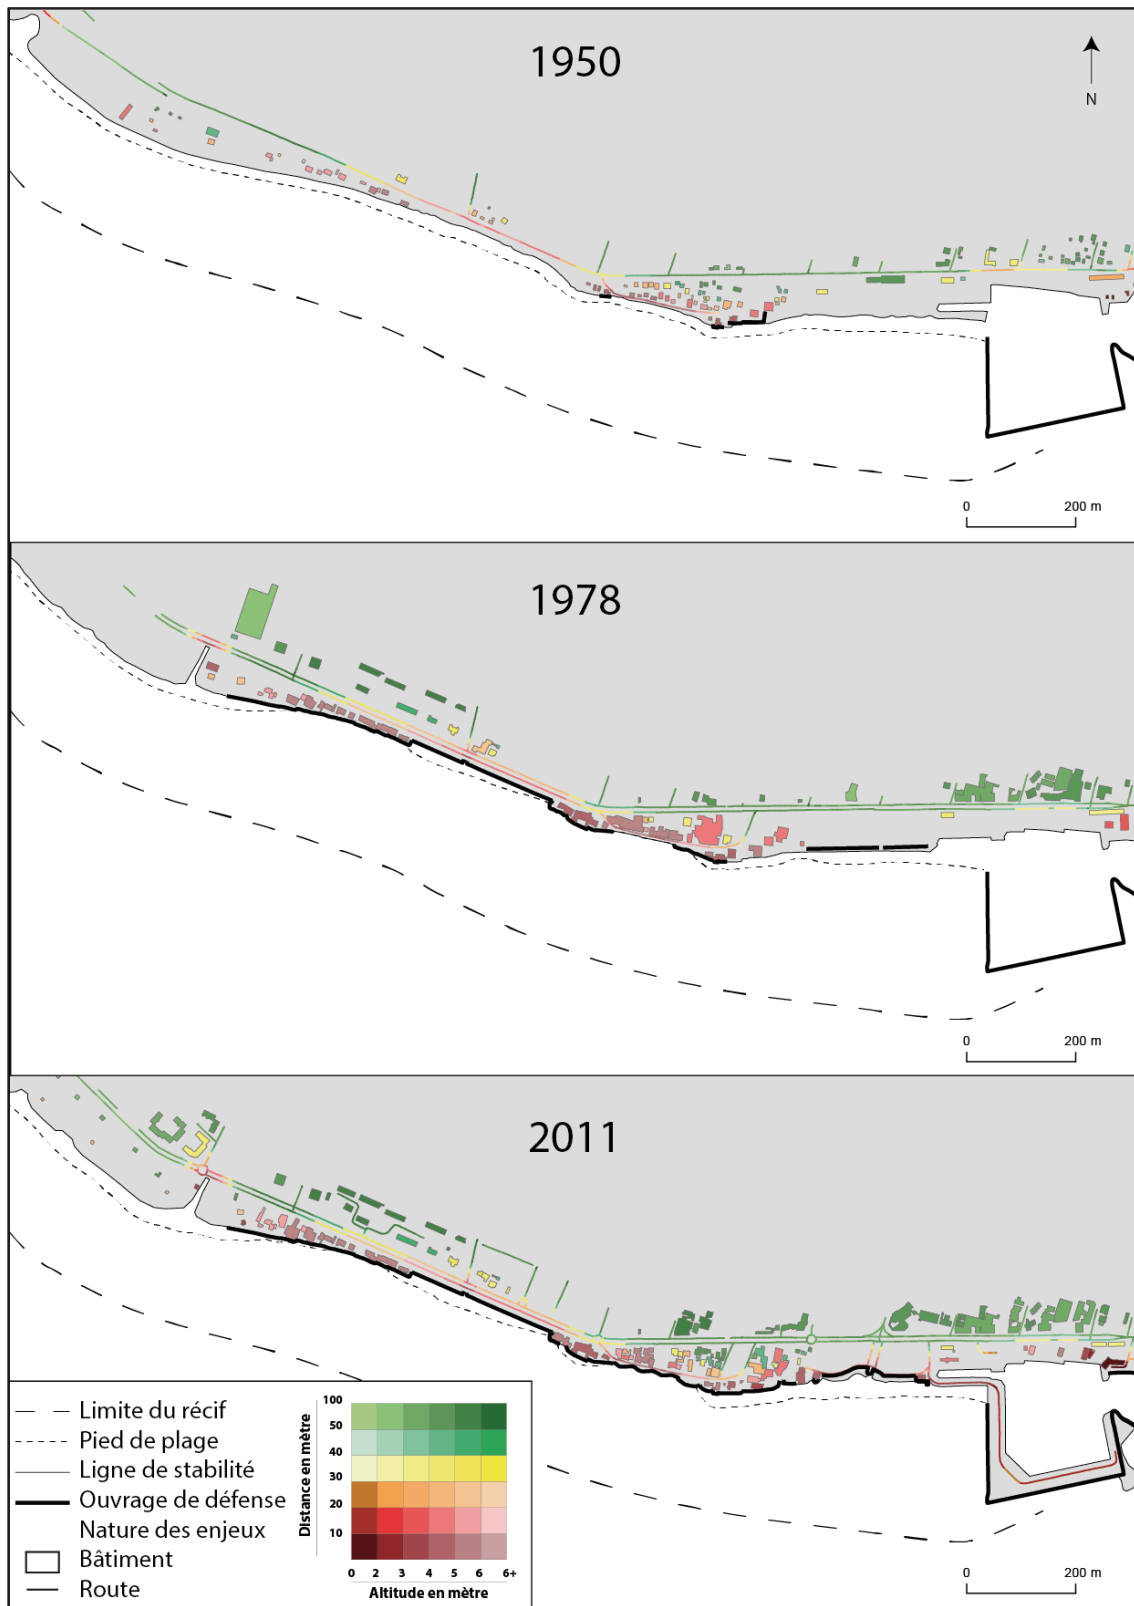 1950
N
0 200 m
1978
0 200 m
2011
Limite du récif
Pied de plage
Ligne de stabilité
Ouvrage de défense
Nature des enjeux
Bâtiment
Route
Distance en mètre
100
50
40
30
20
10
0 2 3 4 5 6 6+
Altitude en mètre
0 200 m